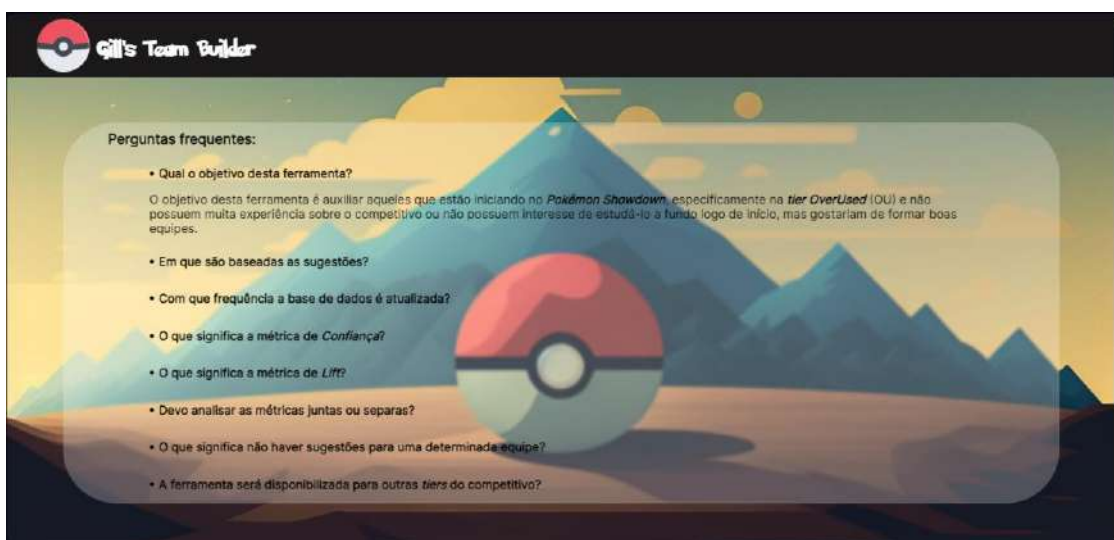 Gill's Team Builder
Perguntas frequentes:
• Qual o objetivo desta ferramenta?
O objetivo desta ferramenta é auxiliar aqueles que estão iniciando no Pokémon Showdown, especificamente na tier OverUsed (OU) e não
possuem muita experiência sobre o competitivo ou não possuem interesse de estudá-lo a fundo logo de início, mas gostariam de formar boas
equipes.
• Em que são baseadas as sugestões?
• Com que frequência a base de dados é atualizada?
• O que significa a métrica de Confiança?
• O que significa a métrica de Lift?
• Devo analisar as métricas juntas ou separas?
• O que significa não haver sugestões para uma determinada equipe?
• A ferramenta será disponibilizada para outras tiers do competitivo?